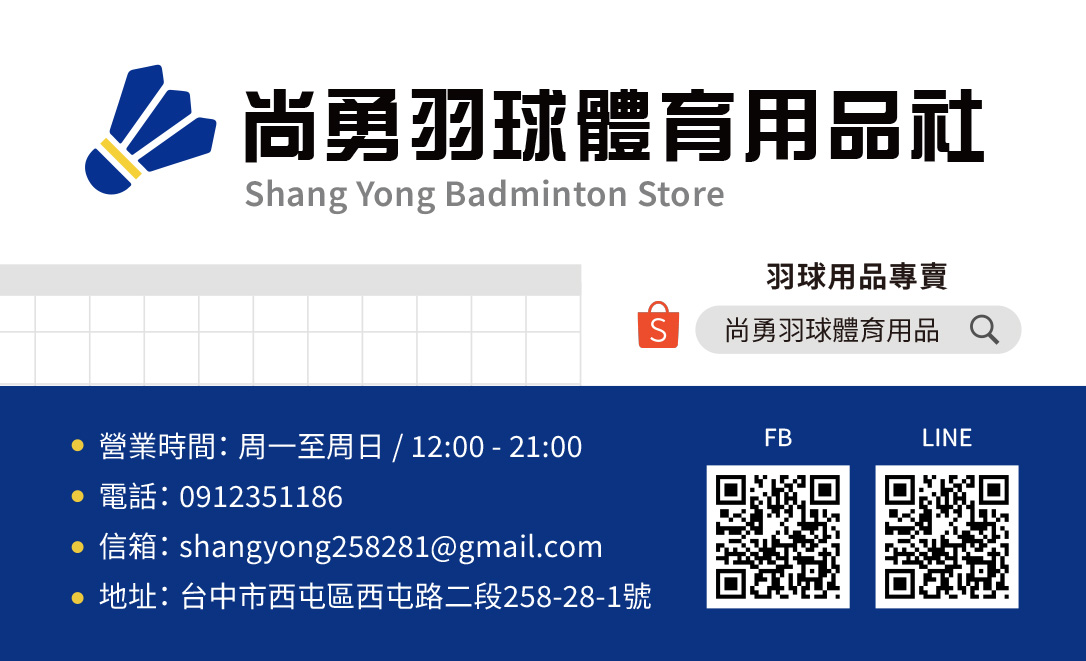 尚勇羽球體育用品社
Shang Yong Badminton Store
羽球用品專賣
S
尚勇羽球體育用品
營業時間：周一至周日 / 12:00 - 21:00
電話：0912351186
信箱：shangyong258281@gmail.com
地址：台中市西屯區西屯路二段258-28-1號
FB
LINE